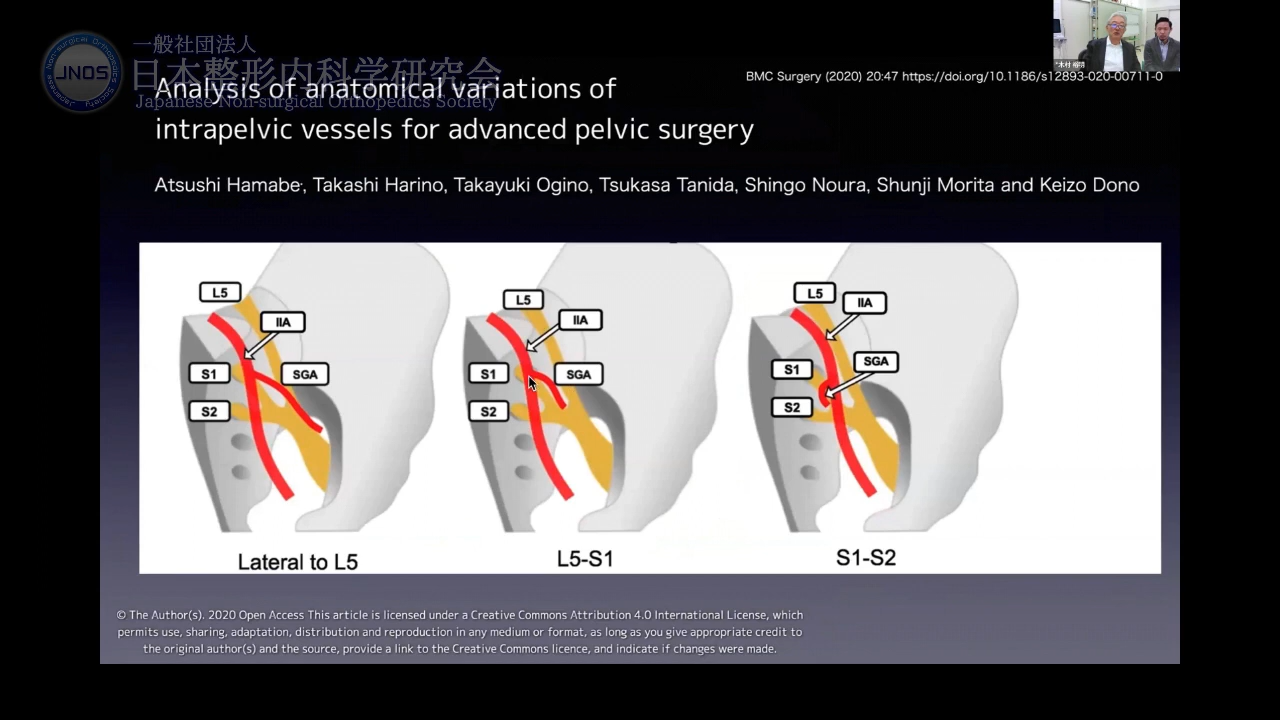 一般社団法人
日本整形内科学研究会
Japanese Non-surgical Orthopedics Society
Japanese Non-surgical Orthopedics Society
JNOS
BMC Surgery (2020) 20:47 https://doi.org/10.1186/s12893-020-00711-0
Analysis of anatomical variations of
intrapelvic vessels for advanced pelvic surgery
Atsushi Hamabe, Takashi Harino, Takayuki Ogino, Tsukasa Tanida, Shingo Noura, Shunji Morita and Keizo Dono
L5
IIA
S1
SGA
S2
Lateral to L5
L5
IIA
S1
SGA
S2
L5-S1
L5
IIA
SGA
S1
S2
S1-S2
© The Author(s). 2020 Open Access This article is licensed under a Creative Commons Attribution 4.0 International License, which
permits use, sharing, adaptation, distribution and reproduction in any medium or format, as long as you give appropriate credit to
the original author(s) and the source, provide a link to the Creative Commons licence, and indicate if changes were made.